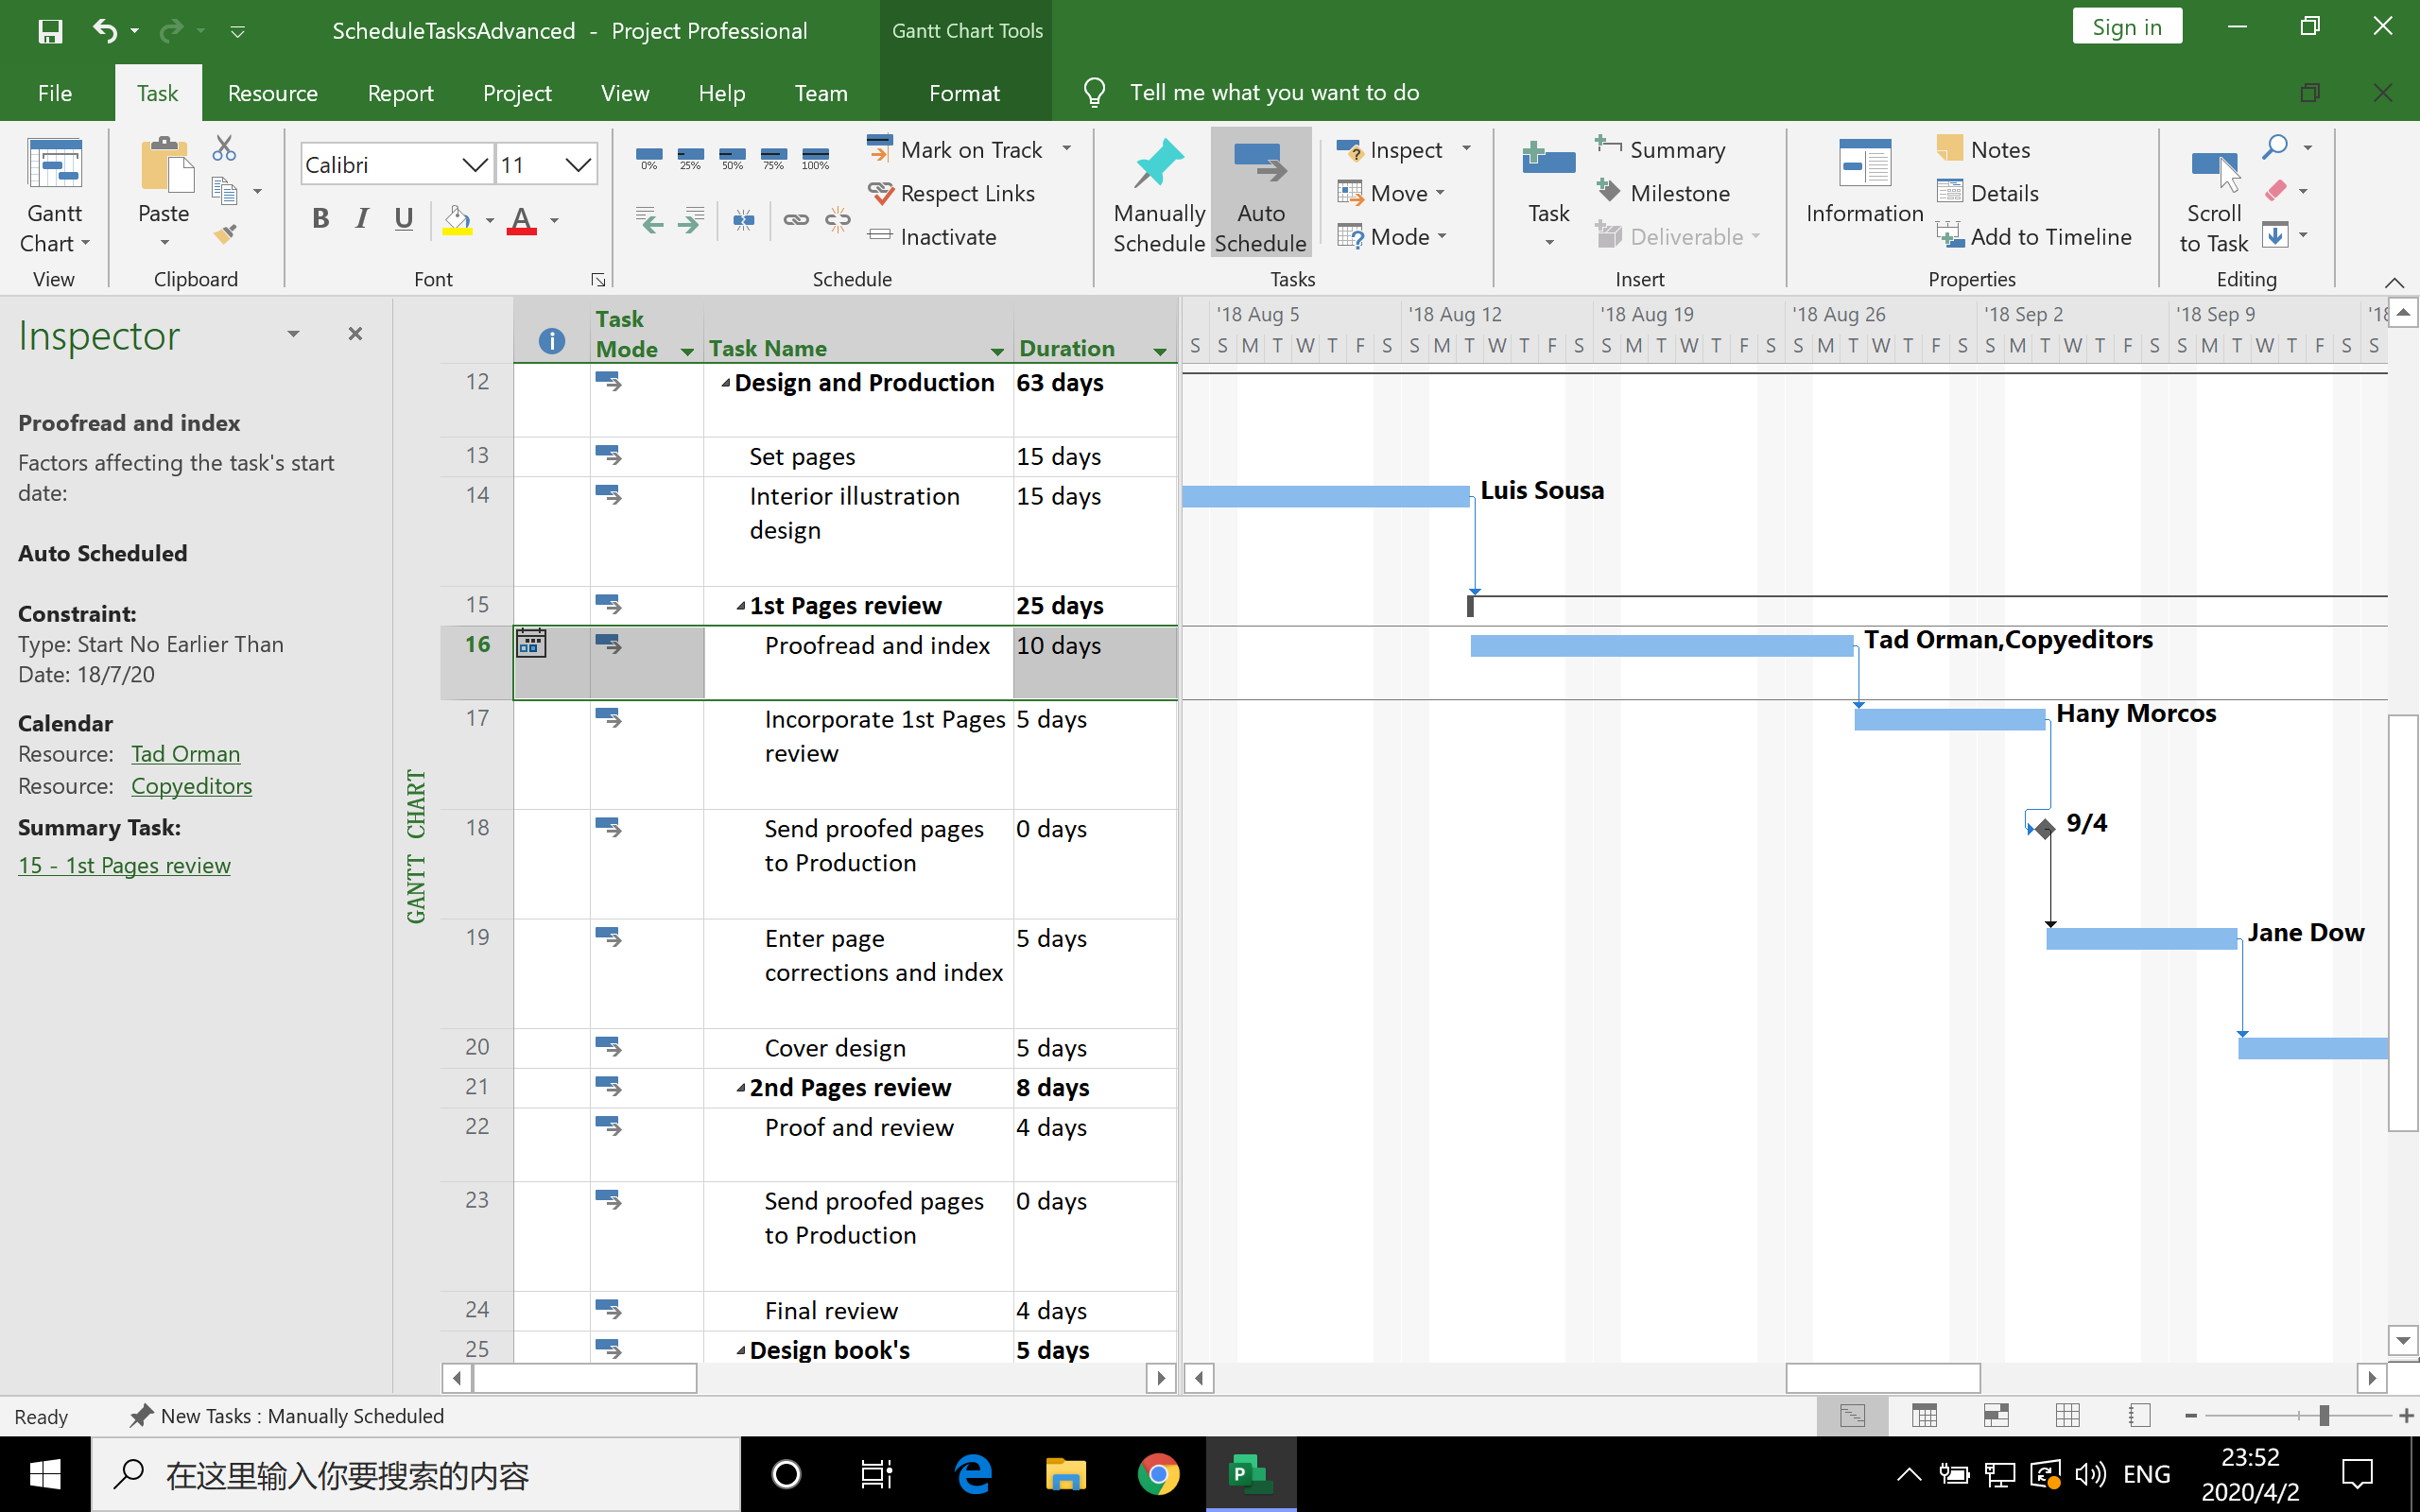 ScheduleTasksAdvanced - Project Professional
Gantt Chart Tools
Sign in
File
Task
Resource
Report
Project
View
Help
Team
Format
Tell me what you want to do
Gantt Chart
View
Paste
Clipboard
Calibri
11
B I U
A
Font
0% 25% 50% 75% 100%
Mark on Track
Respect Links
Inactivate
Schedule
Manually Schedule
Auto Schedule
Inspect
Move
Mode
Tasks
Task
Summary
Milestone
Deliverable
Insert
Information
Notes
Details
Add to Timeline
Properties
Scroll to Task
Editing
Inspector
Proofread and index
Factors affecting the task's start
date:
Auto Scheduled
Constraint:
Type: Start No Earlier Than
Date: 18/7/20
Calendar
Resource: Tad Orman
Resource: Copyeditors
Summary Task:
15 - 1st Pages review
GANTT CHART
Task Mode
Task Name
Duration
12 Design and Production 63 days
13 Set pages 15 days
14 Interior illustration design 15 days
15 1st Pages review 25 days
16 Proofread and index 10 days
17 Incorporate 1st Pages review 5 days
18 Send proofed pages to Production 0 days
19 Enter page corrections and index 5 days
20 Cover design 5 days
21 2nd Pages review 8 days
22 Proof and review 4 days
23 Send proofed pages to Production 0 days
24 Final review 4 days
25 Design book's 5 days
'18 Aug 5 '18 Aug 12 '18 Aug 19 '18 Aug 26 '18 Sep 2 '18 Sep 9
S S M T W T F S S M T W T F S S M T W T F S S M T W T F S S M T W T F S S M T W T F S S
Luis Sousa
Tad Orman,Copyeditors
Hany Morcos
9/4
Jane Dow
Ready
New Tasks : Manually Scheduled
在这里输入你要搜索的内容
ENG
23:52
2020/4/2